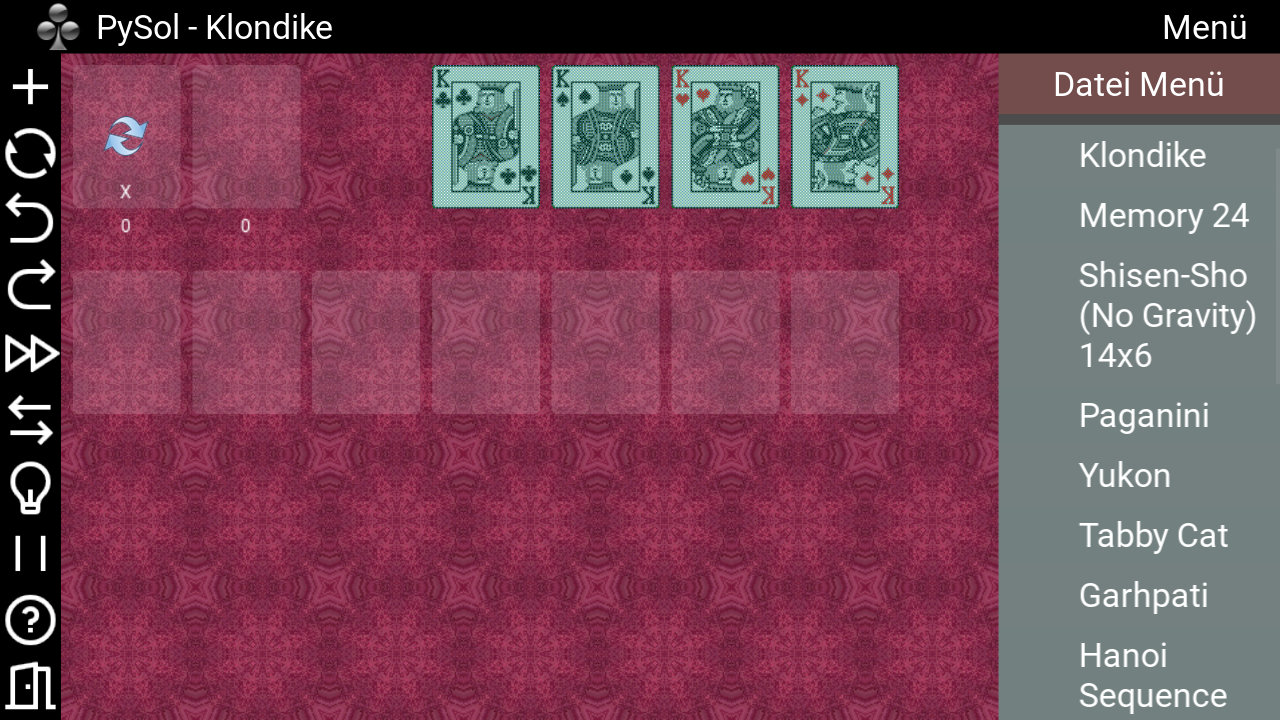 PySol - Klondike
Menü
Datei Menü
K K K K
X
0 0
K K K K
Klondike
Memory 24
Shisen-Sho
(No Gravity)
14x6
Paganini
Yukon
Tabby Cat
Garhpati
Hanoi
Sequence
?